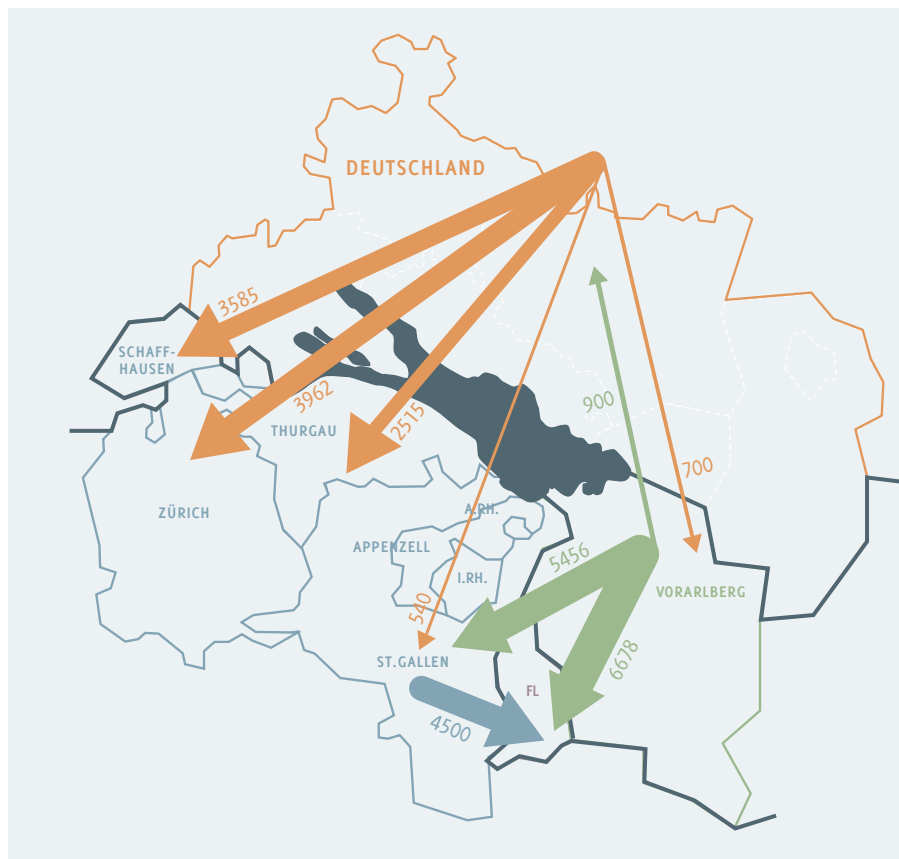 DEUTSCHLAND
3585
SCHAFF-
HAUSEN
3962
2515
900
THURGAU
700
ZÜRICH
A.RH.
APPENZELL
5456
I.RH.
VORARLBERG
540
ST.GALLEN
6678
FL
4500